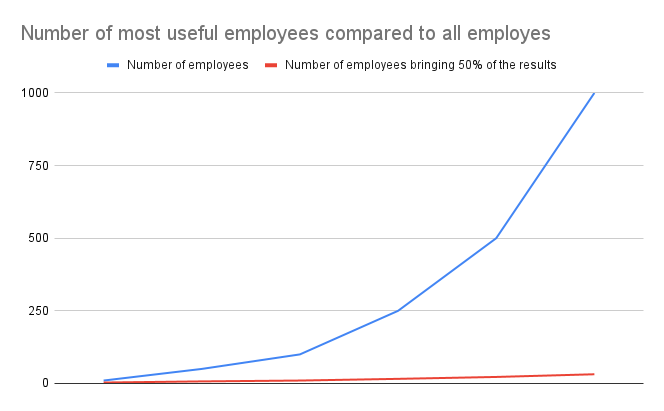 Number of most useful employees compared to all employes
Number of employees
Number of employees bringing 50% of the results
1000
750
500
250
0